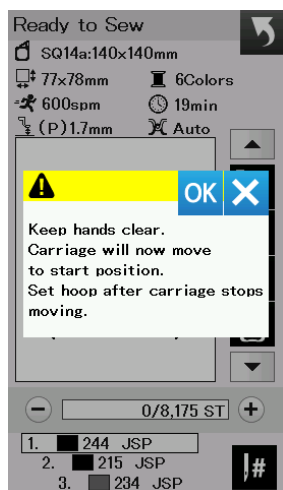 Ready to Sew
SQ14a:140×140mm
77×78mm 6Colors
600spm 19min
(P)1.7mm Auto
OK
Keep hands clear.
Carriage will now move
to start position.
Set hoop after carriage stops
moving.
0/8,175 ST
1. 244 JSP
2. 215 JSP
3. 234 JSP
#